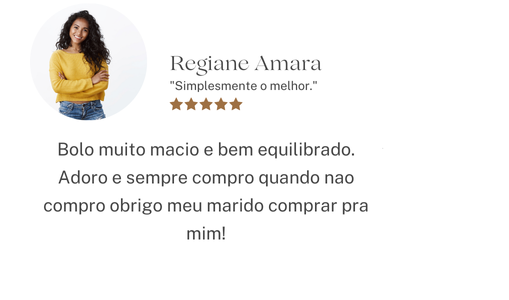 Regiane Amara
"Simplesmente o melhor."
Bolo muito macio e bem equilibrado.
Adoro e sempre compro quando nao
compro obrigo meu marido comprar pra
mim!